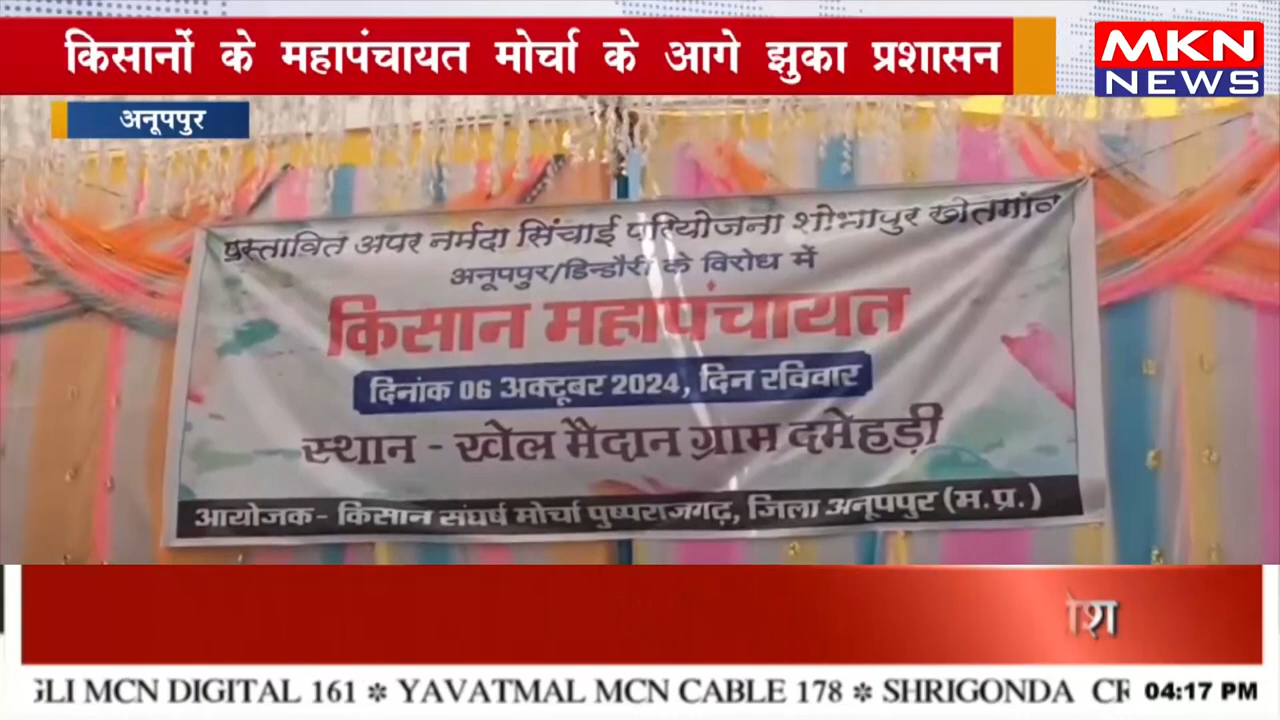 किसानों के महापंचायत मोर्चा के आगे झुका प्रशासन
MKN
NEWS
अनूपपुर
प्रस्तावित अपर नर्मदा सिंचाई परियोजना शोभापुर खेतगांव
अनूपपुर/डिन्डौरी के विरोध में
किसान महापंचायत
दिनांक 06 अक्टूबर 2024, दिन रविवार
स्थान - खेल मैदान ग्राम दमेहड़ी
आयोजक- किसान संघर्ष मोर्चा पुष्पराजगढ़, जिला अनूपपुर (म.प्र.)
GLI MCN DIGITAL 161 * YAVATMAL MCN CABLE 178 * SHRIGONDA 04:17 PM